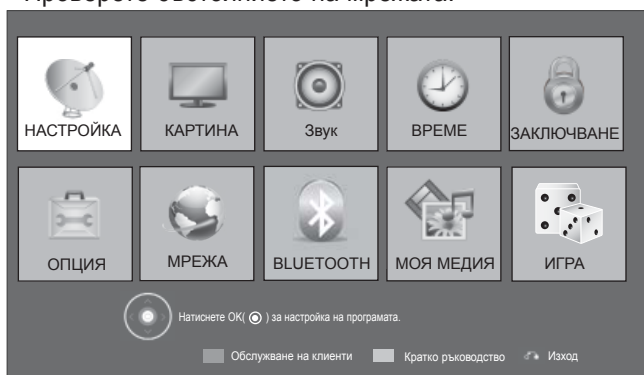 Проверете състоянието на мрежата.
НАСТРОЙКА КАРТИНА Звук ВРЕМЕ ЗАКЛЮЧВАНЕ
ОПЦИЯ МРЕЖА BLUETOOTH МОЯ МЕДИЯ ИГРА
Натиснете OK( ) за настройка на програмата.
Обслужване на клиенти Кратко ръководство Изход